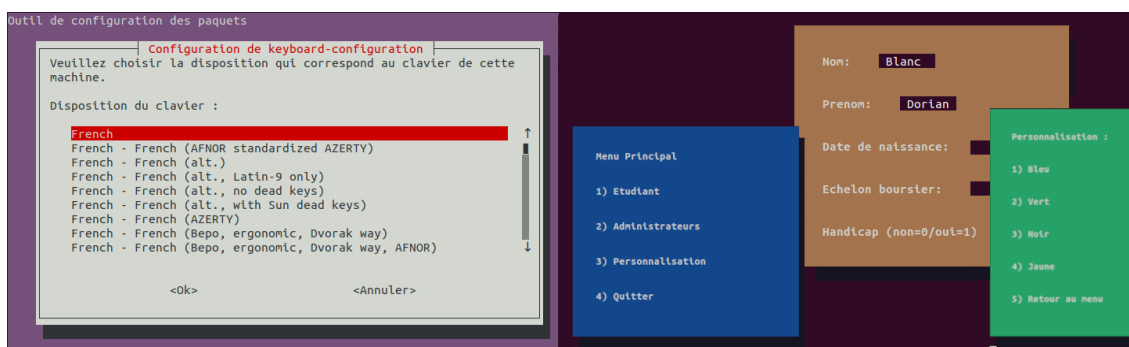 Outil de configuration des paquets
Configuration de keyboard-configuration
Veuillez choisir la disposition qui correspond au clavier de cette
machine.
Disposition du clavier :
French
French - French (AFNOR standardized AZERTY)
French - French (alt.)
French - French (alt., Latin-9 only)
French - French (alt., no dead keys)
French - French (alt., with Sun dead keys)
French - French (AZERTY)
French - French (Bepo, ergonomic, Dvorak way)
French - French (Bepo, ergonomic, Dvorak way, AFNOR)
<Ok> <Annuler>
Menu Principal
1) Etudiant
2) Administrateurs
3) Personnalisation
4) Quitter
Nom: Blanc
Prenom: Dorian
Date de naissance:
Echelon boursier:
Handicap (non=0/oui=1)
Personnalisation :
1) Bleu
2) Vert
3) Noir
4) Jaune
5) Retour au menu